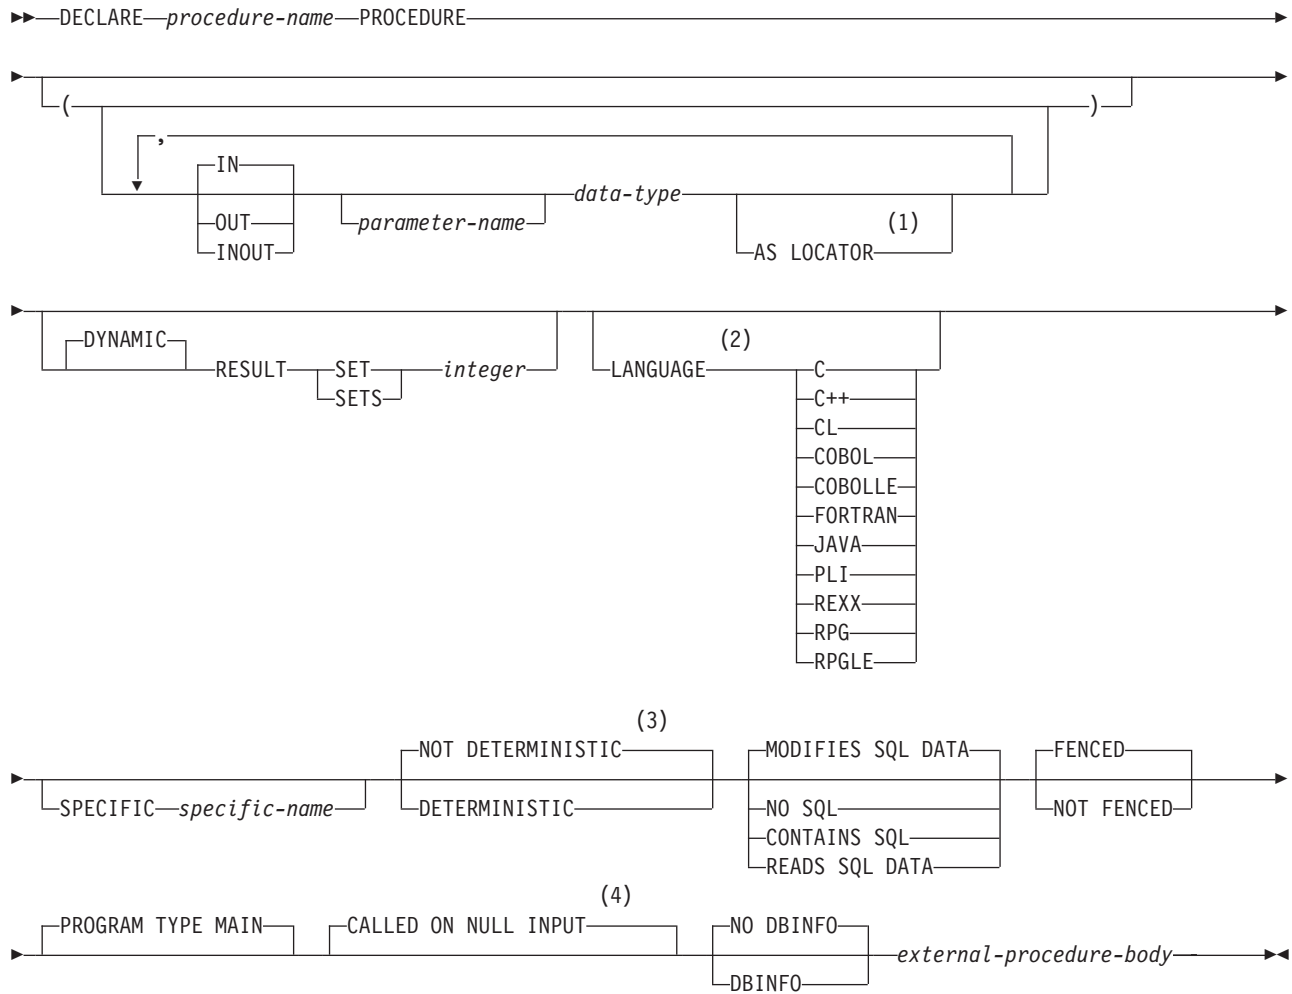 DECLARE procedure-name PROCEDURE
( )
,
IN
data-type
OUT parameter-name (1)
INOUT AS LOCATOR
DYNAMIC (2)
RESULT SET integer LANGUAGE C
SETS C++
CL
COBOL
COBOLLE
FORTRAN
JAVA
PLI
REXX
RPG
RPGLE
(3)
NOT DETERMINISTIC MODIFIES SQL DATA FENCED
SPECIFIC specific-name DETERMINISTIC NO SQL NOT FENCED
CONTAINS SQL
READS SQL DATA
(4)
PROGRAM TYPE MAIN CALLED ON NULL INPUT NO DBINFO
external-procedure-body
DBINFO